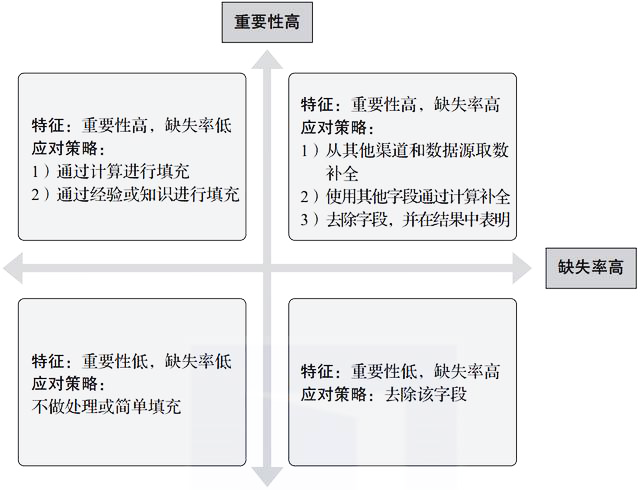 重要性高
特征：重要性高，缺失率低
应对策略：
1）通过计算进行填充
2）通过经验或知识进行填充
特征：重要性高，缺失率高
应对策略：
1）从其他渠道和数据源取数
补全
2）使用其他字段通过计算补全
3）去除字段，并在结果中表明
缺失率高
特征：重要性低，缺失率低
应对策略：
不做处理或简单填充
特征：重要性低，缺失率高
应对策略：去除该字段